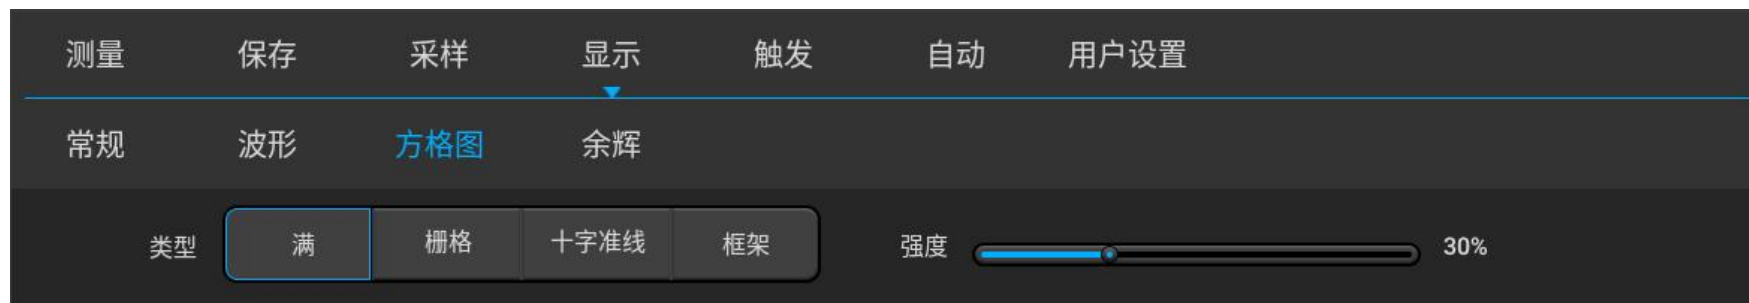 测量 保存 采样 显示 触发 自动 用户设置
常规 波形 方格图 余辉
类型 满 栅格 十字准线 框架 强度 30%